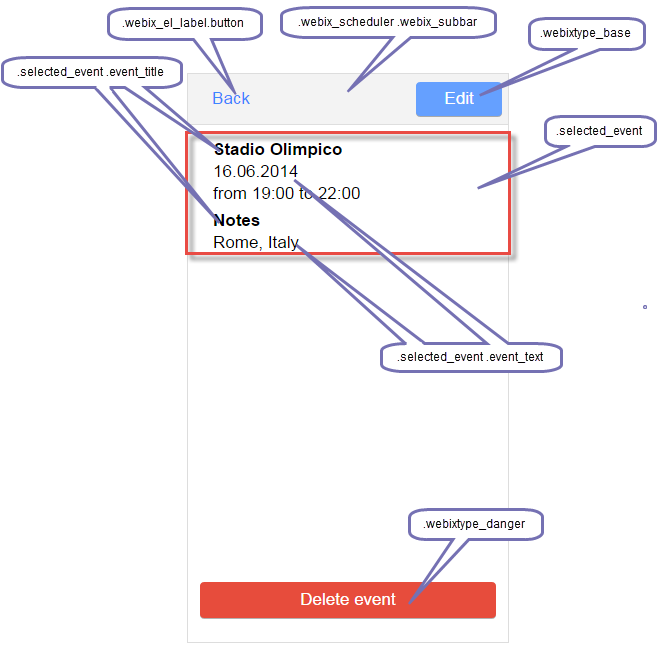 .webix_el_label.button
.webix_scheduler .webix_subbar
.webixtype_base
.selected_event .event_title
Back
Edit
.selected_event
Stadio Olimpico
16.06.2014
from 19:00 to 22:00
Notes
Rome, Italy
.selected_event .event_text
.webixtype_danger
Delete event